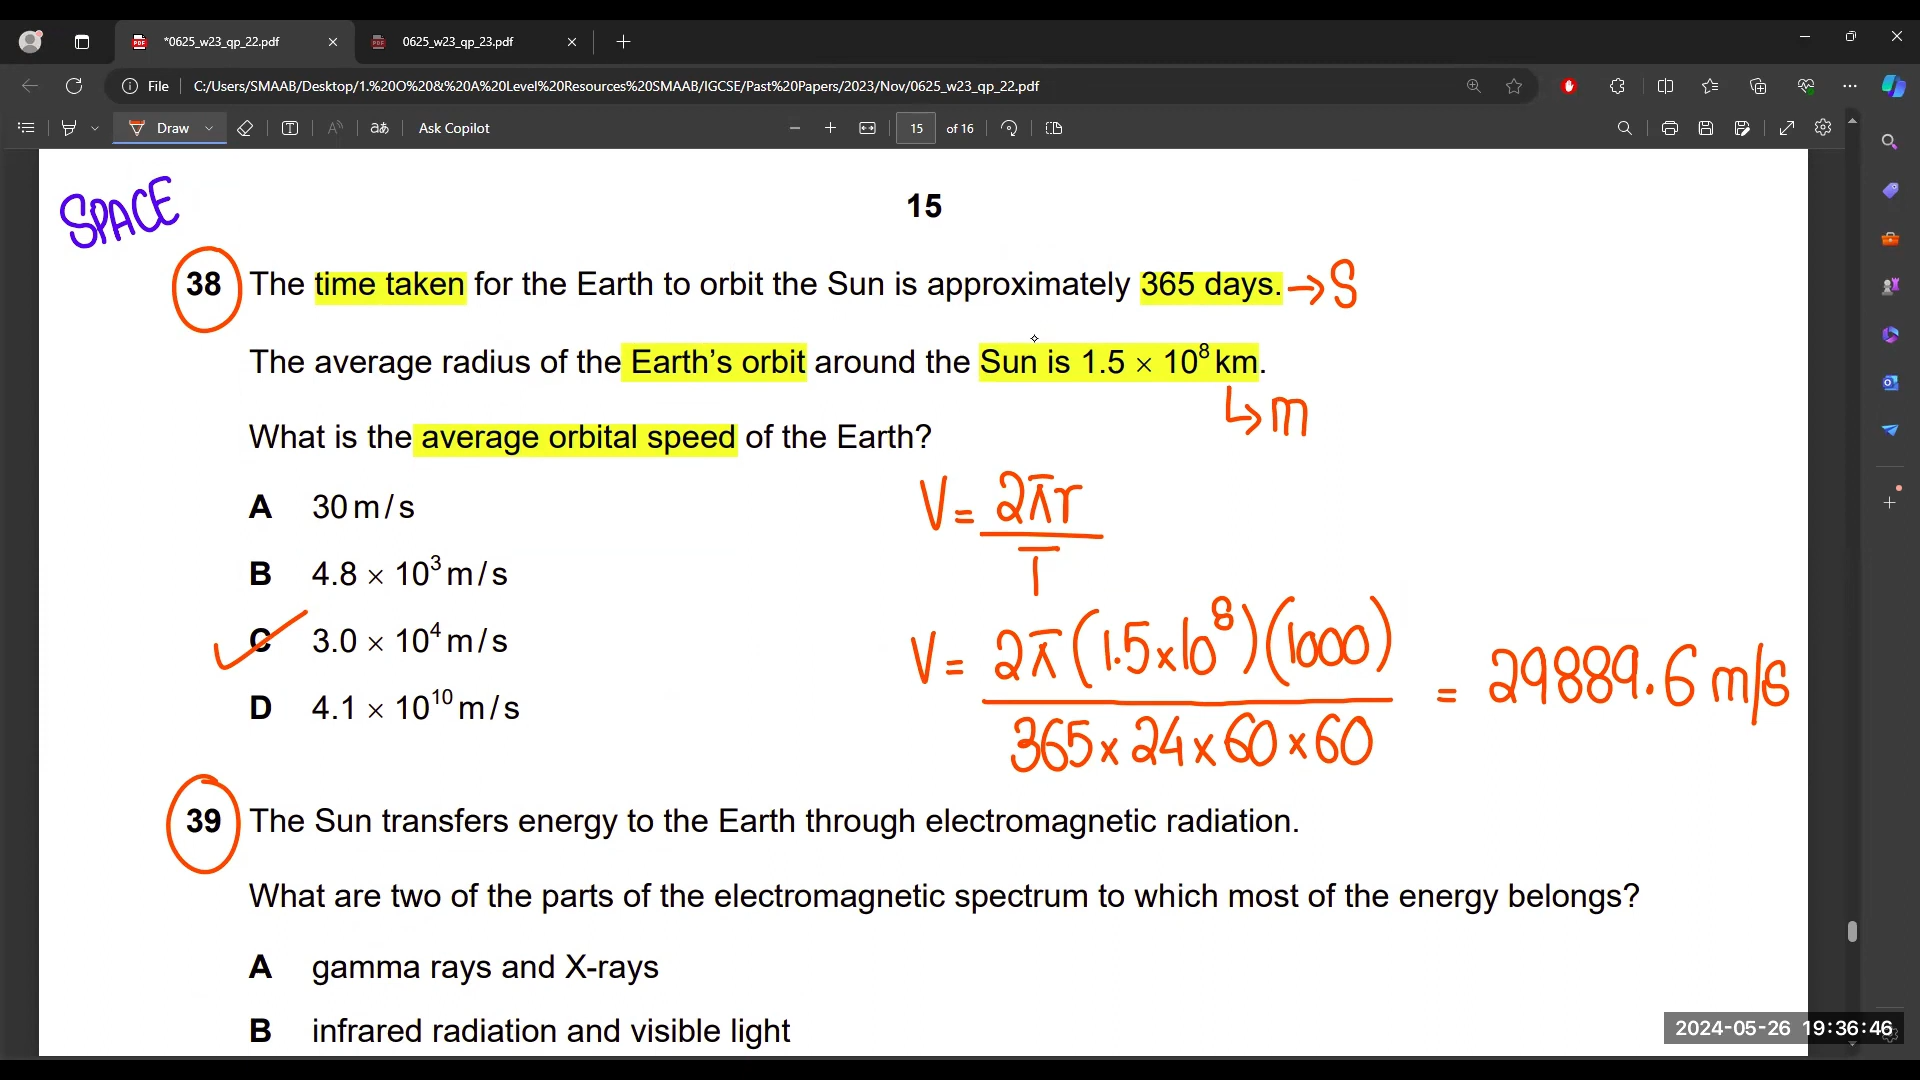 *0625_w23_qp_22.pdf
0625_w23_qp_23.pdf
File
C:/Users/SMAAB/Desktop/1.%20O%20&%20A%20Level%20Resources%20SMAAB/IGCSE/Past%20Papers/2023/Nov/0625_w23_qp_22.pdf
Draw
Ask Copilot
15 of 16
SPACE
15
38 The time taken for the Earth to orbit the Sun is approximately 365 days. → S
The average radius of the Earth's orbit around the Sun is 1.5 × 10⁸ km.
↳ m
What is the average orbital speed of the Earth?
A 30 m / s
B 4.8 × 10³ m / s
C 3.0 × 10⁴ m / s
D 4.1 × 10¹⁰ m / s
V = 2πr
T
V = 2π (1.5×10⁸)(1000) = 29889.6 m/s
365 × 24 × 60 × 60
39 The Sun transfers energy to the Earth through electromagnetic radiation.
What are two of the parts of the electromagnetic spectrum to which most of the energy belongs?
A gamma rays and X-rays
B infrared radiation and visible light
2024-05-26 19:36:46